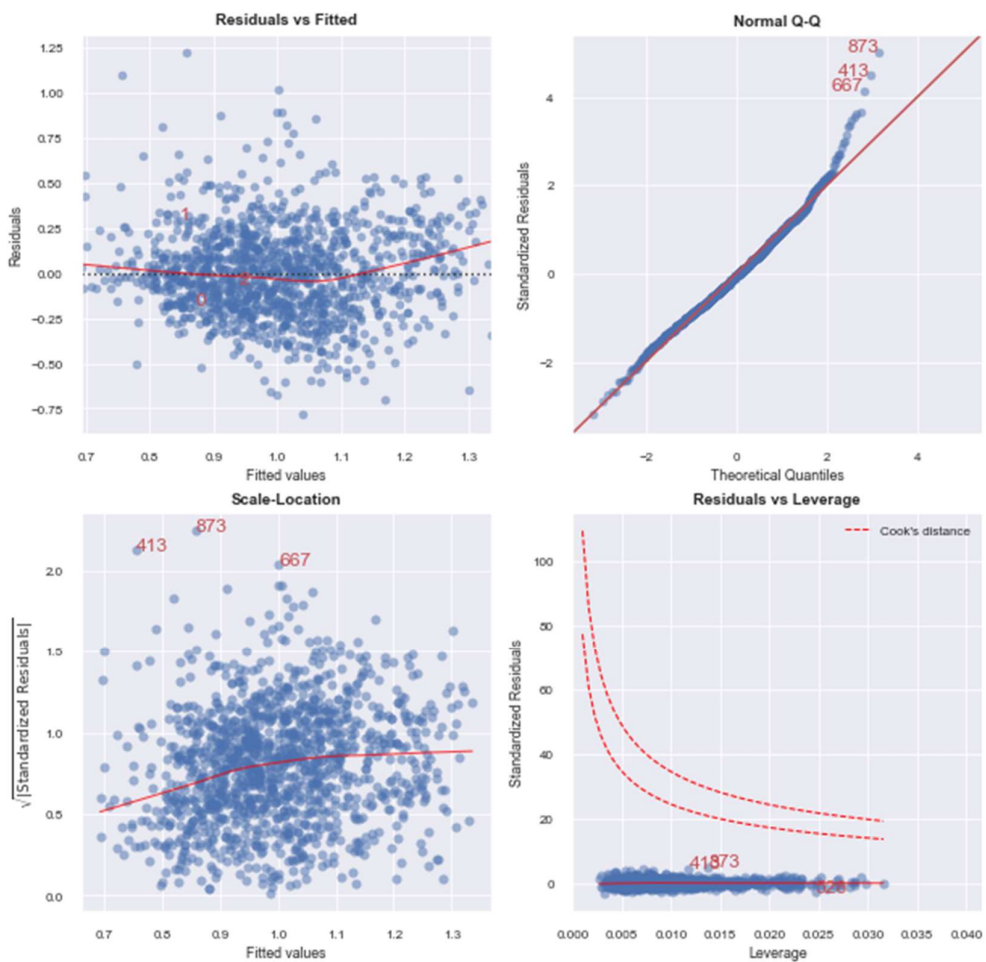 Residuals vs Fitted
1.25
1.00
0.75
0.50
0.25
0.00
−0.25
−0.50
−0.75
Residuals
1
2
0
0.7 0.8 0.9 1.0 1.1 1.2 1.3
Fitted values
Normal Q-Q
873
413
667
4
2
0
−2
Standardized Residuals
−2 0 2 4
Theoretical Quantiles
Scale-Location
873
413
667
2.0
1.5
1.0
0.5
0.0
√|Standardized Residuals|
0.7 0.8 0.9 1.0 1.1 1.2 1.3
Fitted values
Residuals vs Leverage
Cook's distance
100
80
60
40
20
0
Standardized Residuals
413 873
0.000 0.005 0.010 0.015 0.020 0.025 0.030 0.035 0.040
Leverage